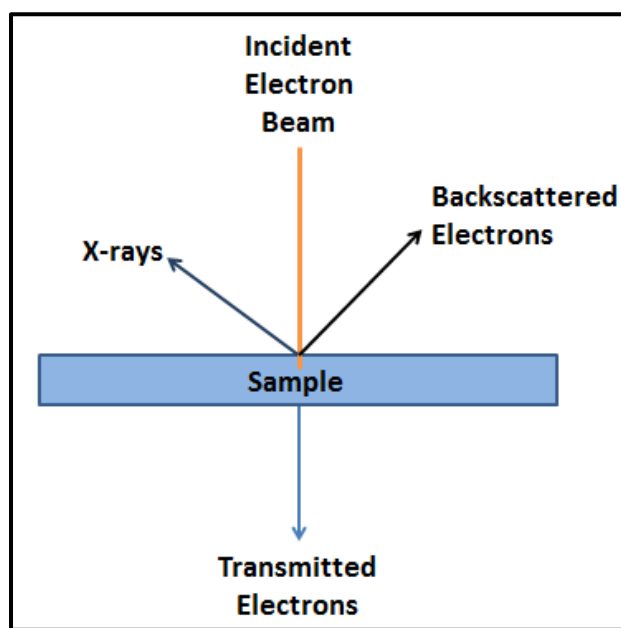 Incident
Electron
Beam
Backscattered
Electrons
X-rays
Sample
Transmitted
Electrons